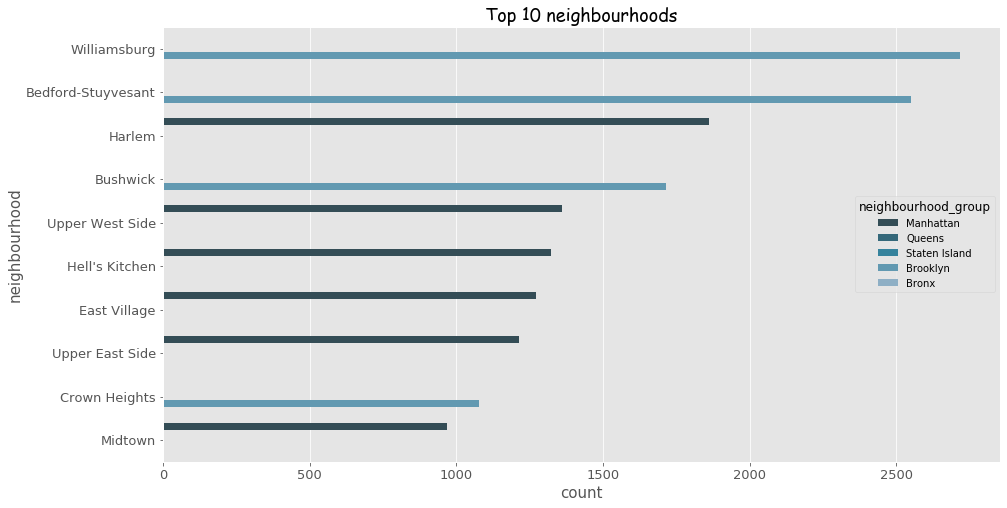 Top 10 neighbourhoods
Williamsburg
Bedford-Stuyvesant
Harlem
Bushwick
Upper West Side
Hell's Kitchen
East Village
Upper East Side
Crown Heights
Midtown
neighbourhood
neighbourhood_group
Manhattan
Queens
Staten Island
Brooklyn
Bronx
0 500 1000 1500 2000 2500
count